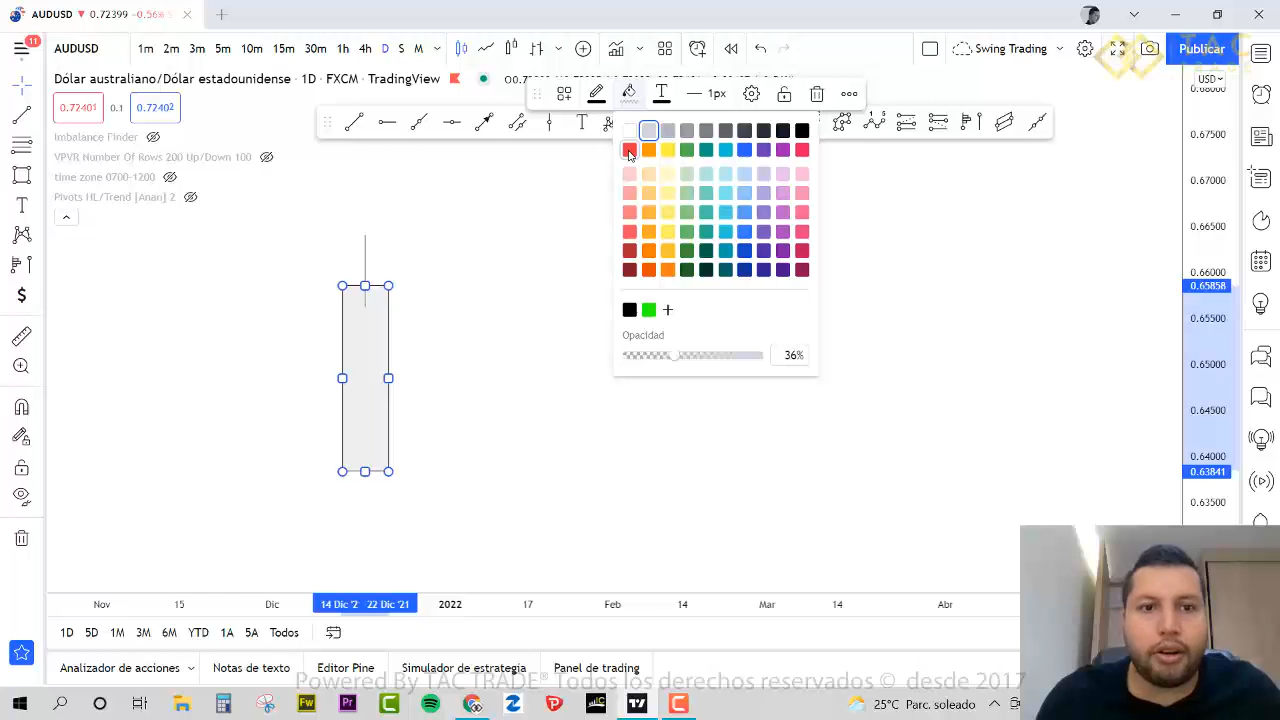 AUDUSD ▼ 0.72399 -0.56%
11
AUDUSD 1m 2m 3m 5m 10m 15m 30m 1h 4h D S M
Swing Trading
Publicar
Dólar australiano/Dólar estadounidense · 1D · FXCM · TradingView
USD
0.72401 0.1 0.72402
1px
Imbalance Finder
VPVR Number Of Rows 200 Up/Down 100
time zone 0700-1200
Pivots HL/Trend [Anan] 2
0.68000
0.67500
0.67000
0.66500
0.66000
0.65858
0.65500
0.65000
0.64500
0.64000
0.63841
0.63500
Opacidad
36%
Nov 15 Dic 14 Dic '2 22 Dic '21 2022 17 Feb 14 Mar 14 Abr
1D 5D 1M 3M 6M YTD 1A 5A Todos
Analizador de acciones Notas de texto Editor Pine Simulador de estrategia Panel de trading
Powered By TAC TRADE® Todos los derechos reservados © desde 2017
25°C Parc. soleado